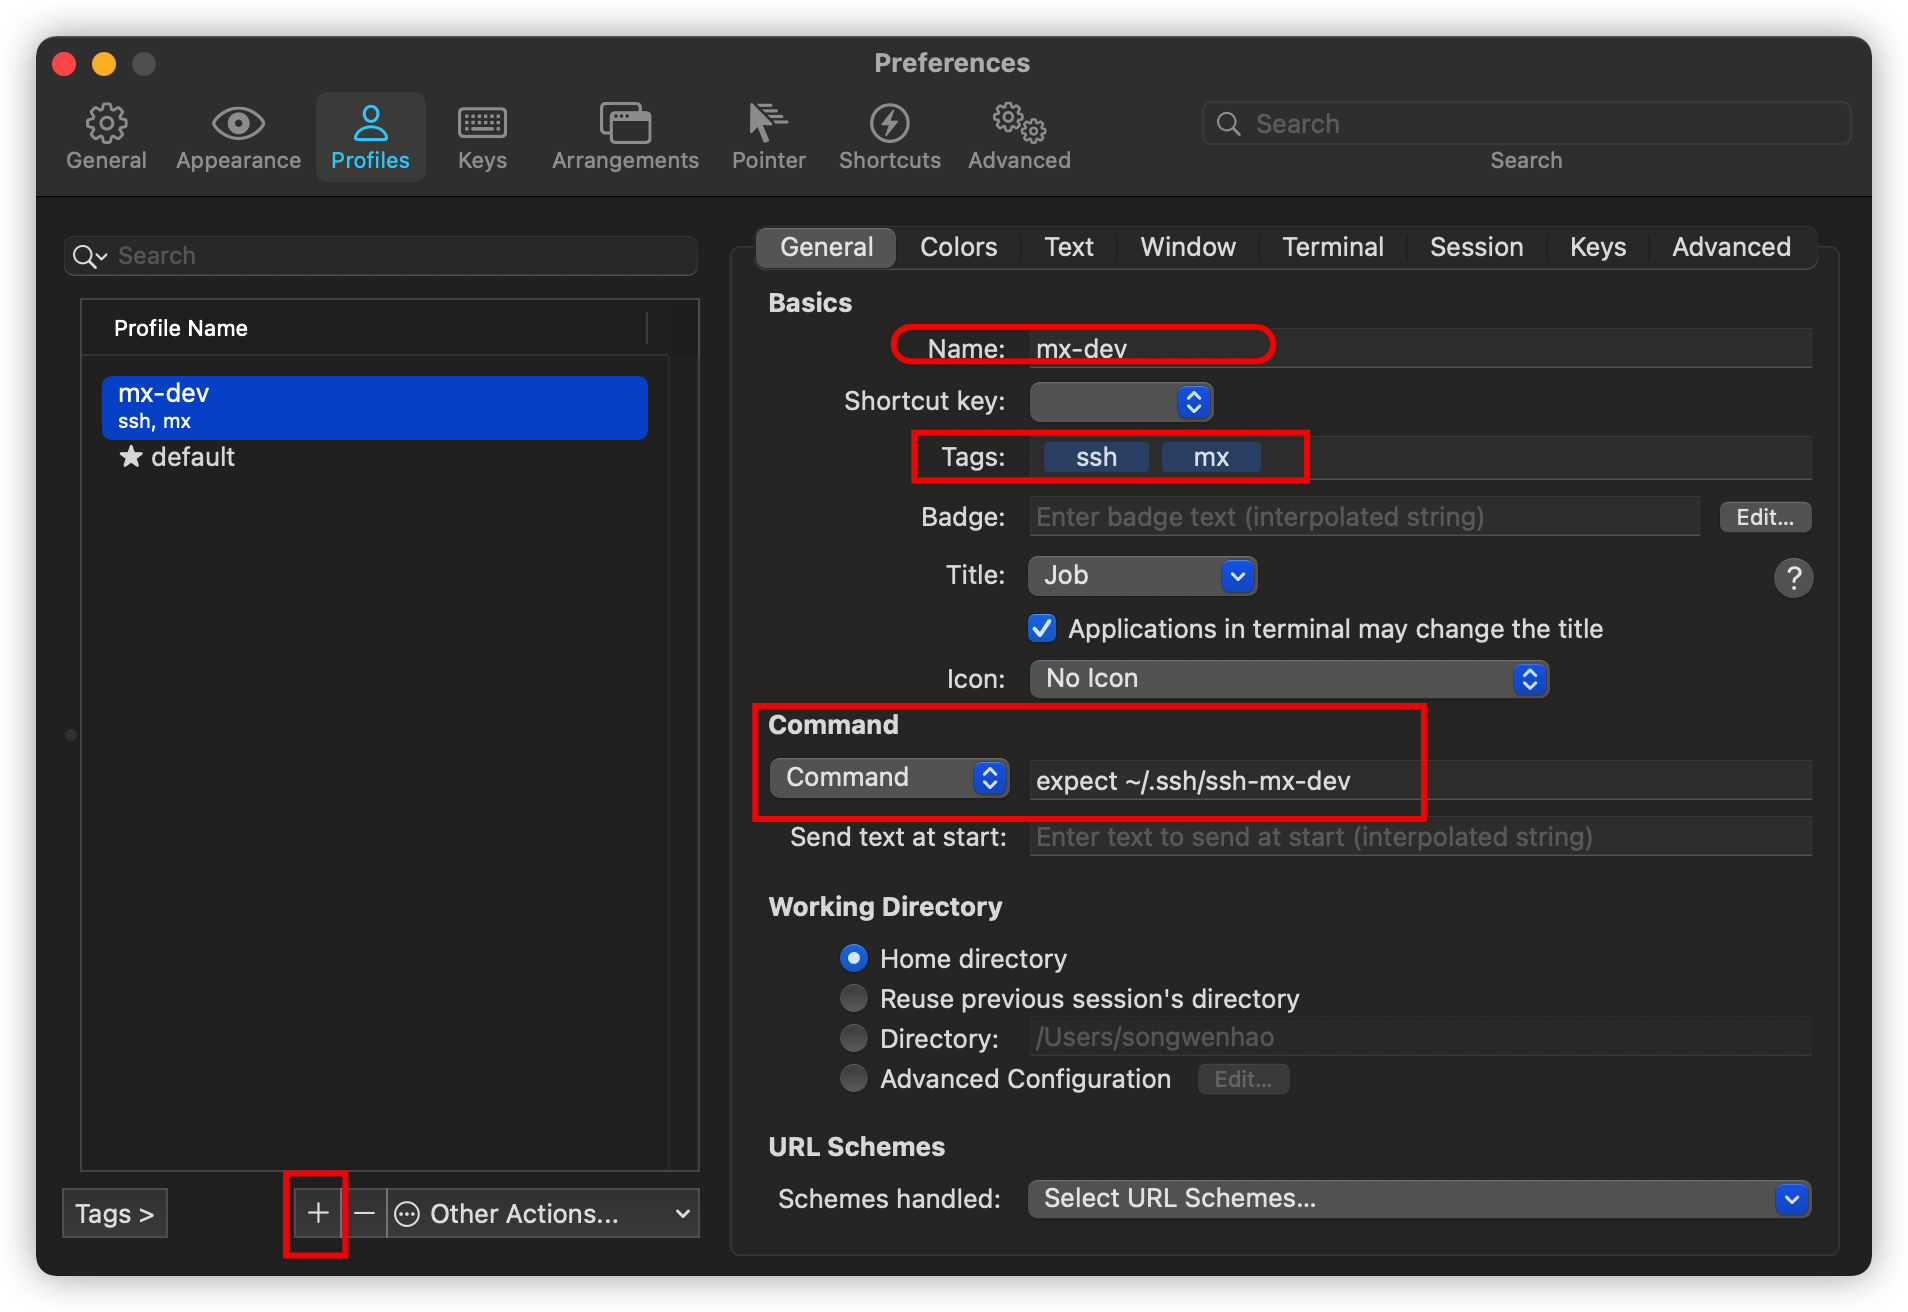 Preferences
General Appearance Profiles Keys Arrangements Pointer Shortcuts Advanced
Search
Search
Search
Profile Name
mx-dev
ssh, mx
★ default
Tags >
+ − Other Actions...
General Colors Text Window Terminal Session Keys Advanced
Basics
Name: mx-dev
Shortcut key:
Tags: ssh mx
Badge: Enter badge text (interpolated string) Edit...
Title: Job ?
Applications in terminal may change the title
Icon: No Icon
Command
Command expect ~/.ssh/ssh-mx-dev
Send text at start: Enter text to send at start (interpolated string)
Working Directory
Home directory
Reuse previous session's directory
Directory: /Users/songwenhao
Advanced Configuration Edit...
URL Schemes
Schemes handled: Select URL Schemes...